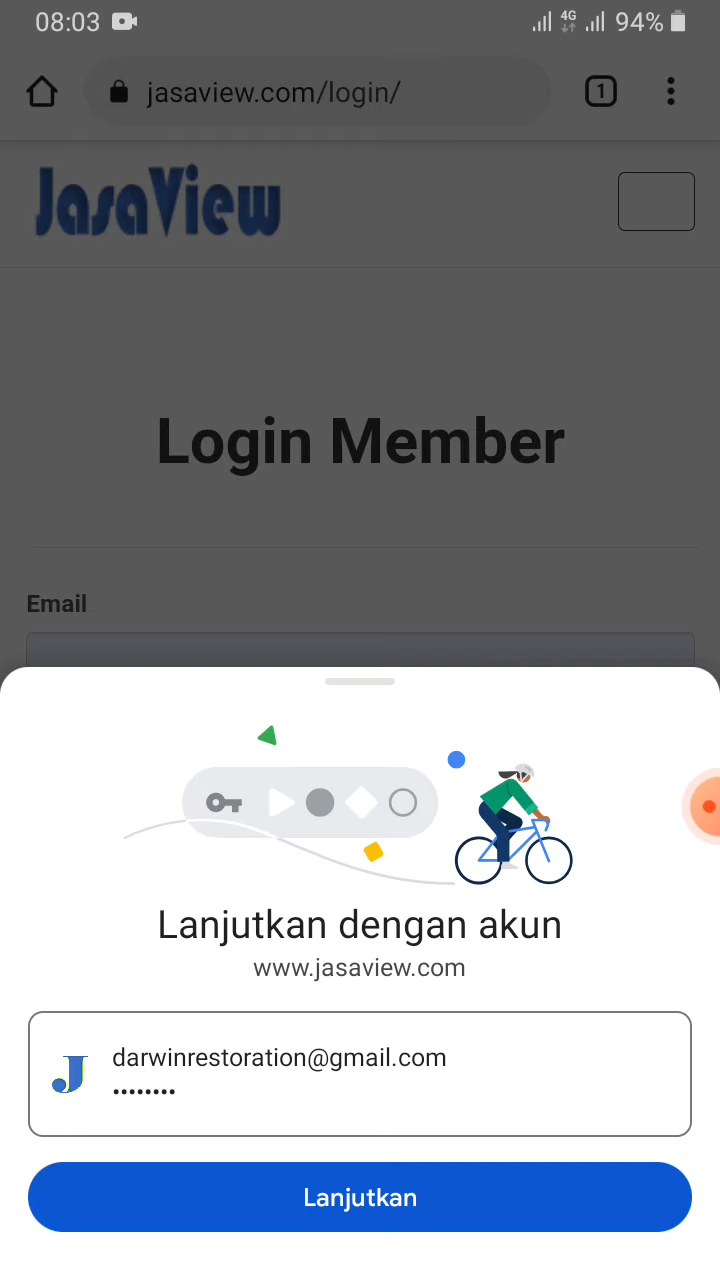 08:03 4G 94%
jasaview.com/login/ 1
JasaView
Login Member
Email
Lanjutkan dengan akun
www.jasaview.com
J darwinrestoration@gmail.com
••••••••
Lanjutkan